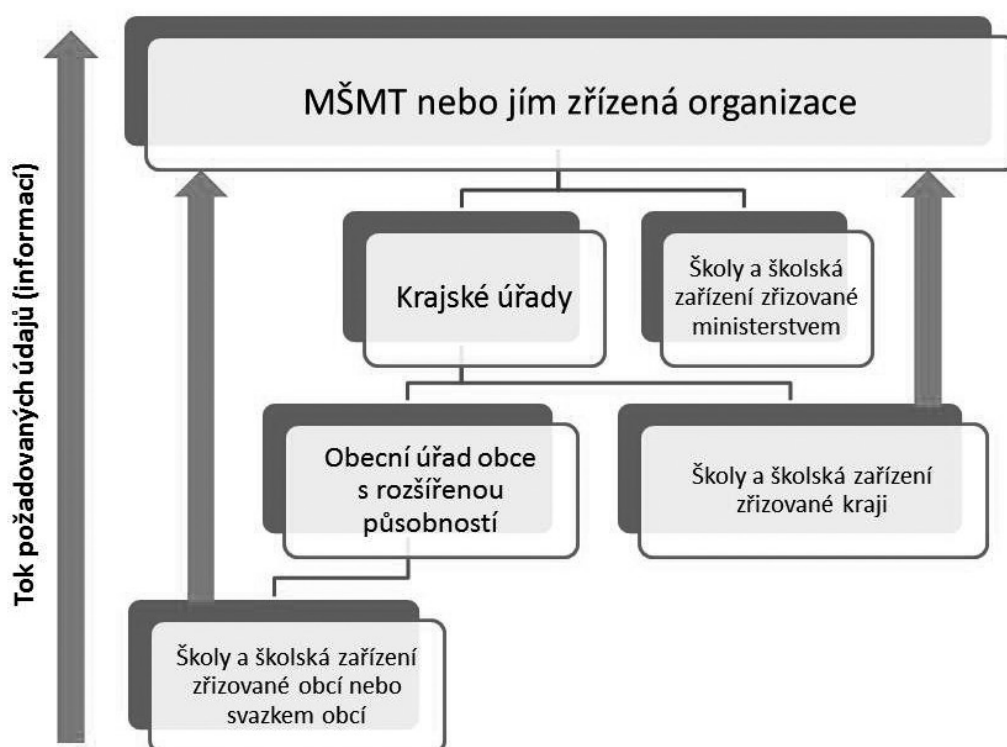 Tok požadovaných údajů (informací)
MŠMT nebo jím zřízená organizace
Krajské úřady
Školy a školská
zařízení zřizované
ministerstvem
Obecní úřad obce
s rozšířenou
působností
Školy a školská zařízení
zřizované kraji
Školy a školská zařízení
zřizované obcí nebo
svazkem obcí